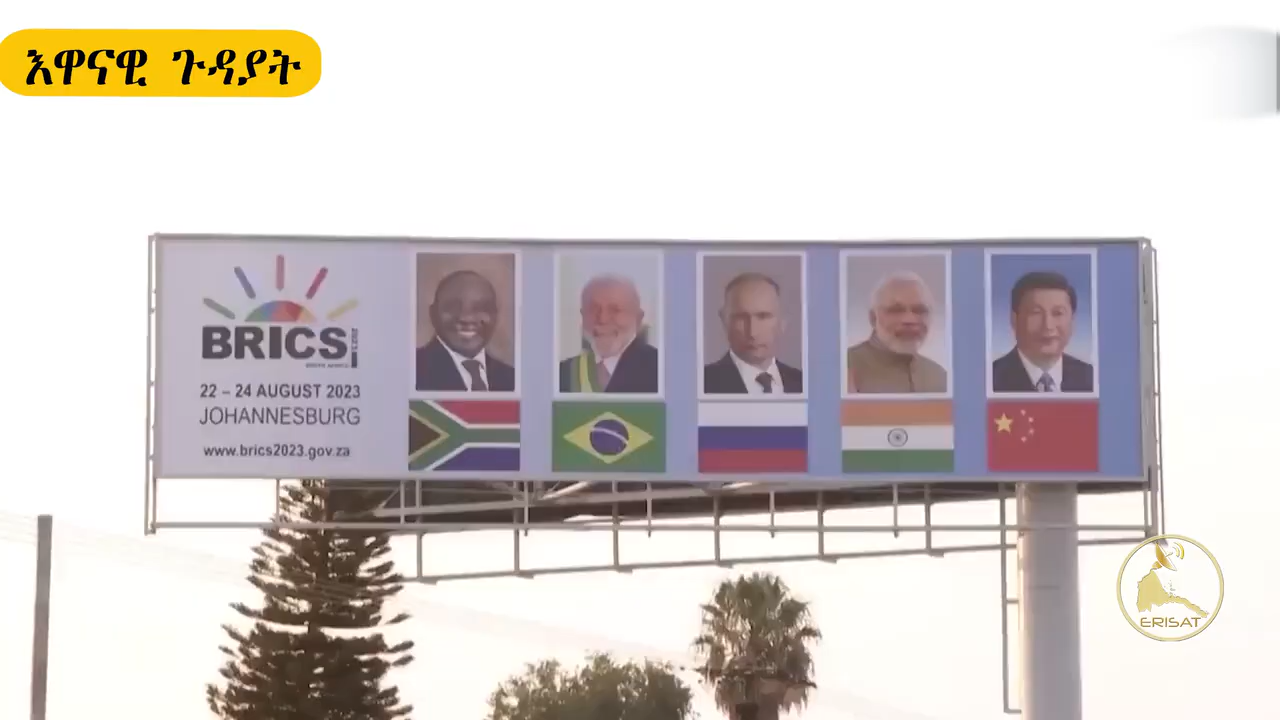 እዋናዊ ጉዳያት
BRICS
22 – 24 AUGUST 2023
JOHANNESBURG
www.brics2023.gov.za
ERISAT